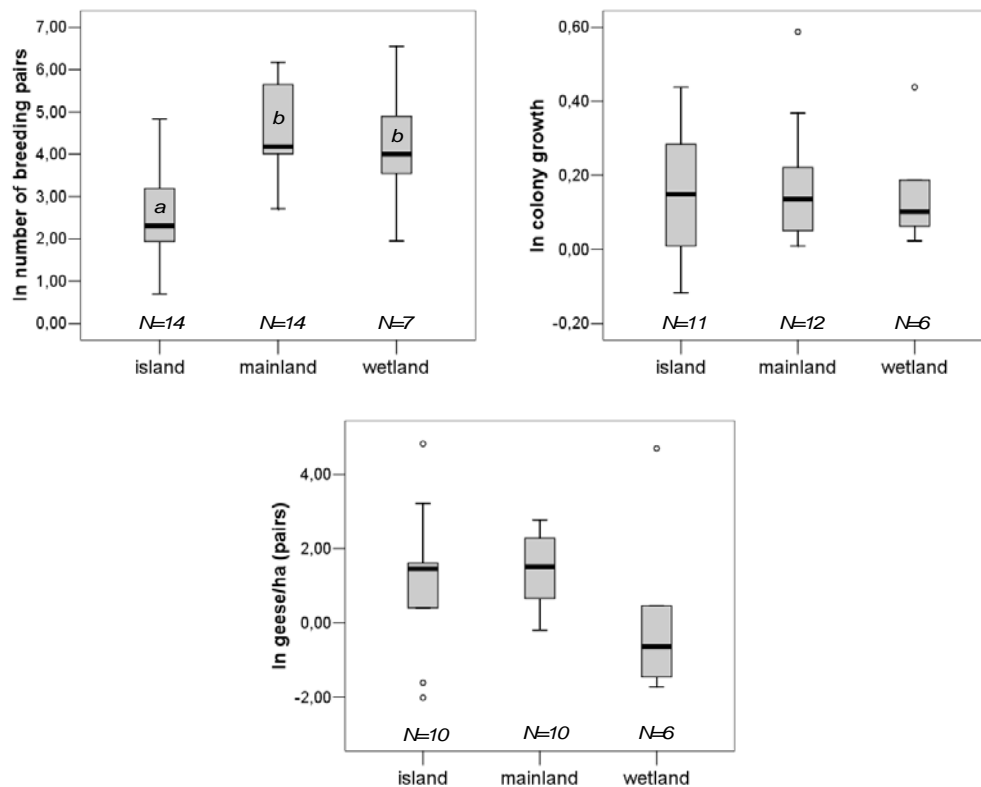 7,00
6,00
5,00
4,00
3,00
2,00
1,00
0,00
ln number of breeding pairs
a
b
b
N=14
N=14
N=7
island
mainland
wetland
0,60
0,40
0,20
0,00
-0,20
ln colony growth
N=11
N=12
N=6
island
mainland
wetland
4,00
2,00
0,00
-2,00
ln geese/ha (pairs)
N=10
N=10
N=6
island
mainland
wetland